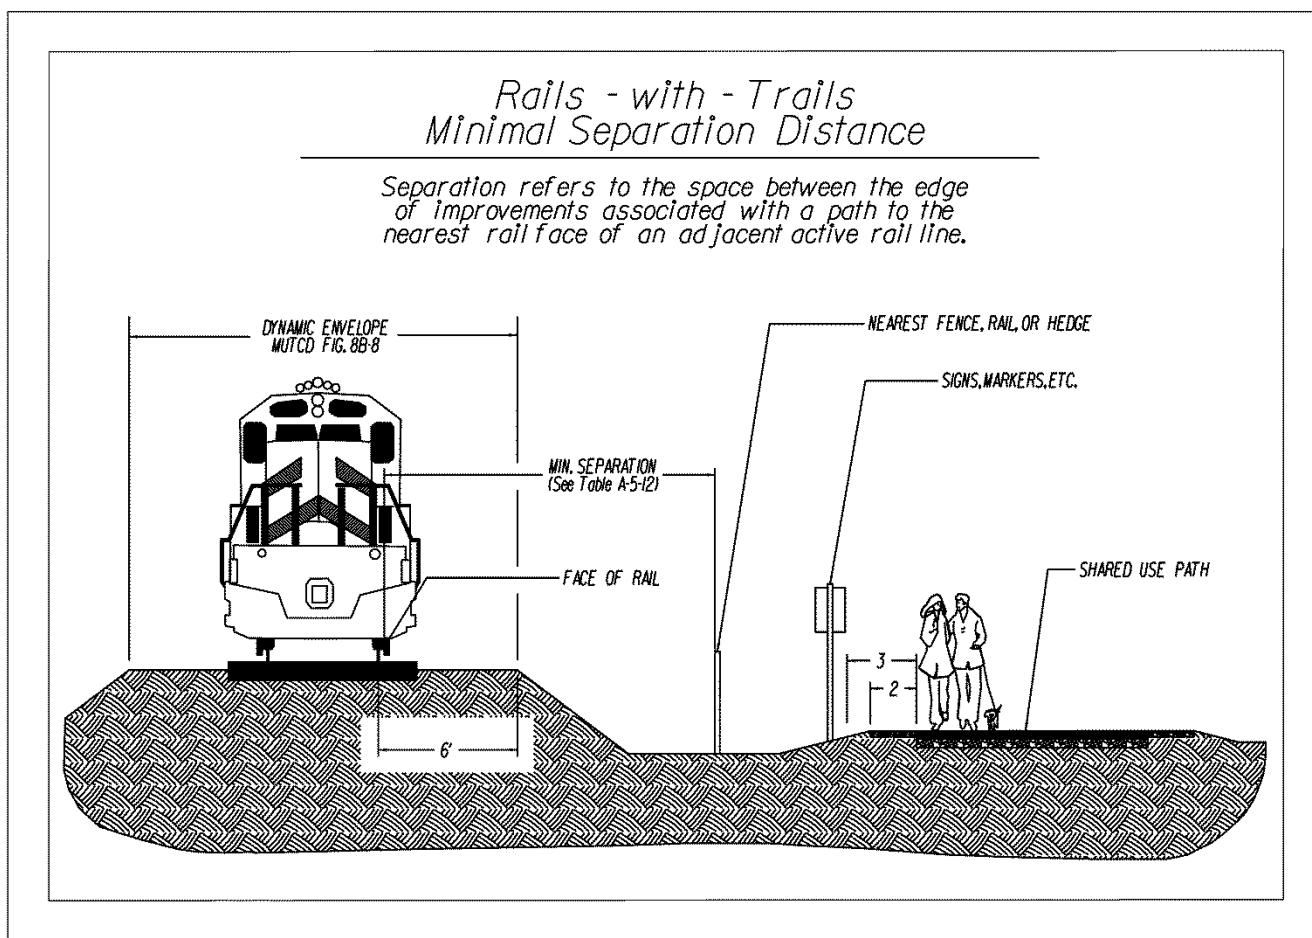 Rails - with - Trails
Minimal Separation Distance
Separation refers to the space between the edge
of improvements associated with a path to the
nearest rail face of an adjacent active rail line.
DYNAMIC ENVELOPE
MUTCD FIG. 8B-8
NEAREST FENCE, RAIL, OR HEDGE
SIGNS, MARKERS, ETC.
MIN. SEPARATION
(See Table A-5-12)
FACE OF RAIL
SHARED USE PATH
3
2
6'